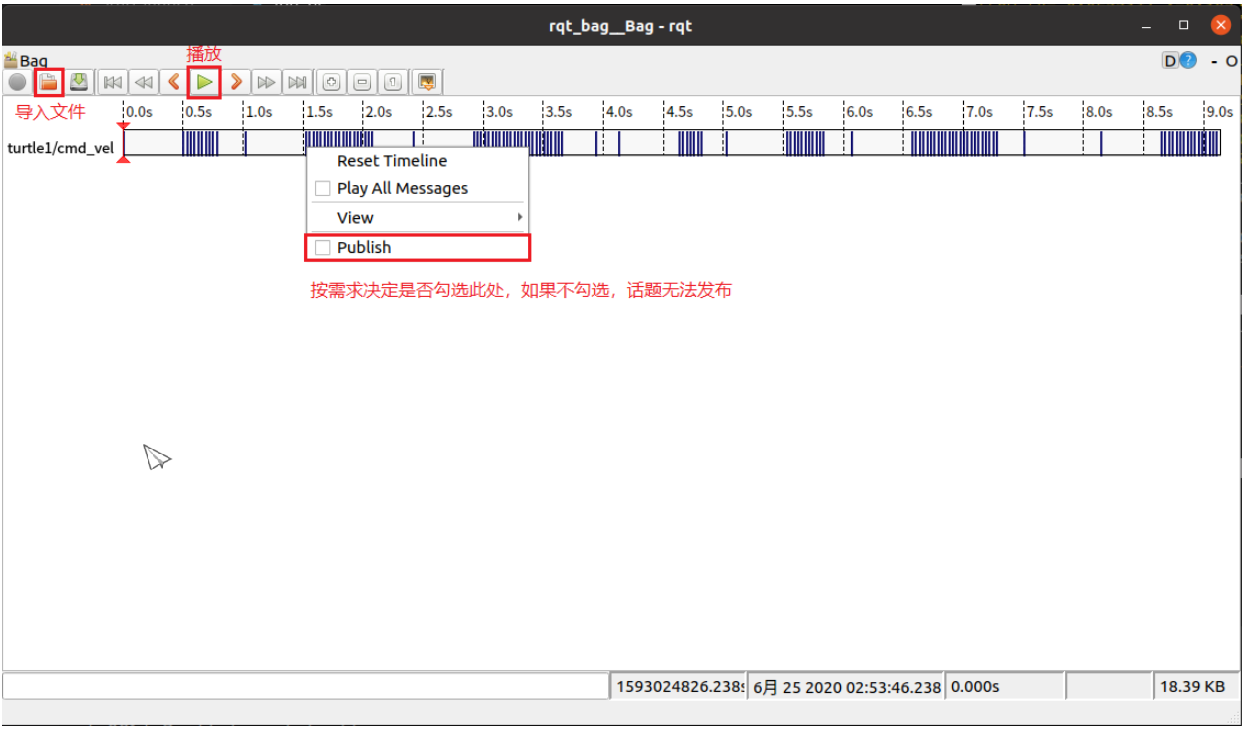 rqt_bag__Bag - rqt
Bag
播放
D
- O
导入文件
0.0s 0.5s 1.0s 1.5s 2.0s 2.5s 3.0s 3.5s 4.0s 4.5s 5.0s 5.5s 6.0s 6.5s 7.0s 7.5s 8.0s 8.5s 9.0s
turtle1/cmd_vel
Reset Timeline
Play All Messages
View
Publish
按需求决定是否勾选此处，如果不勾选，话题无法发布
1593024826.238s 6月 25 2020 02:53:46.238 0.000s 18.39 KB